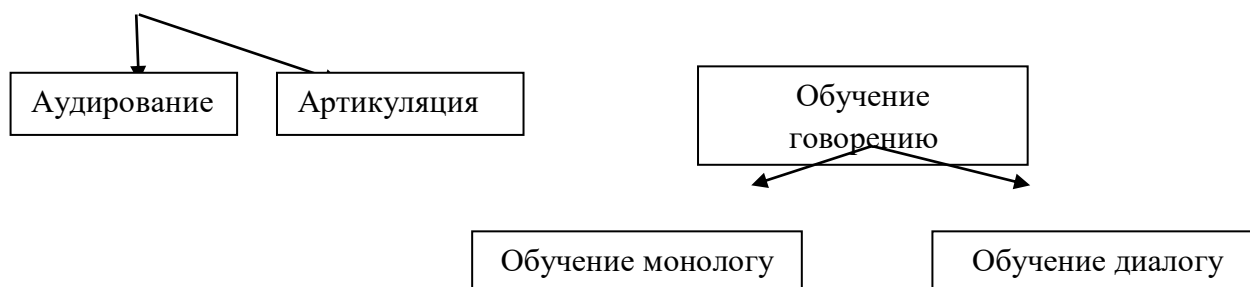 Аудирование
Артикуляция
Обучение
говорению
Обучение монологу
Обучение диалогу